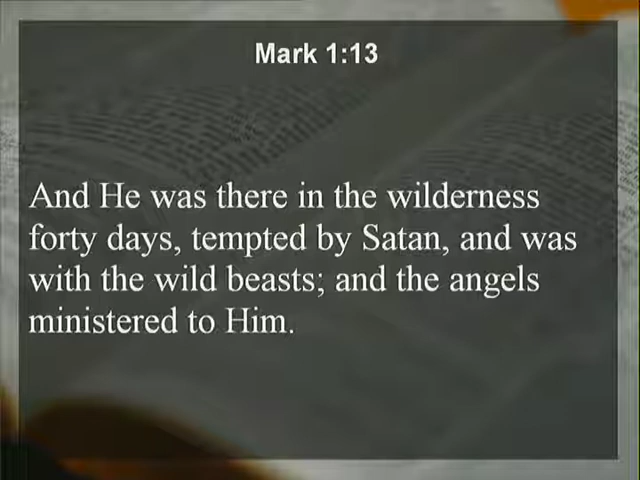 Mark 1:13
And He was there in the wilderness
forty days, tempted by Satan, and was
with the wild beasts; and the angels
ministered to Him.